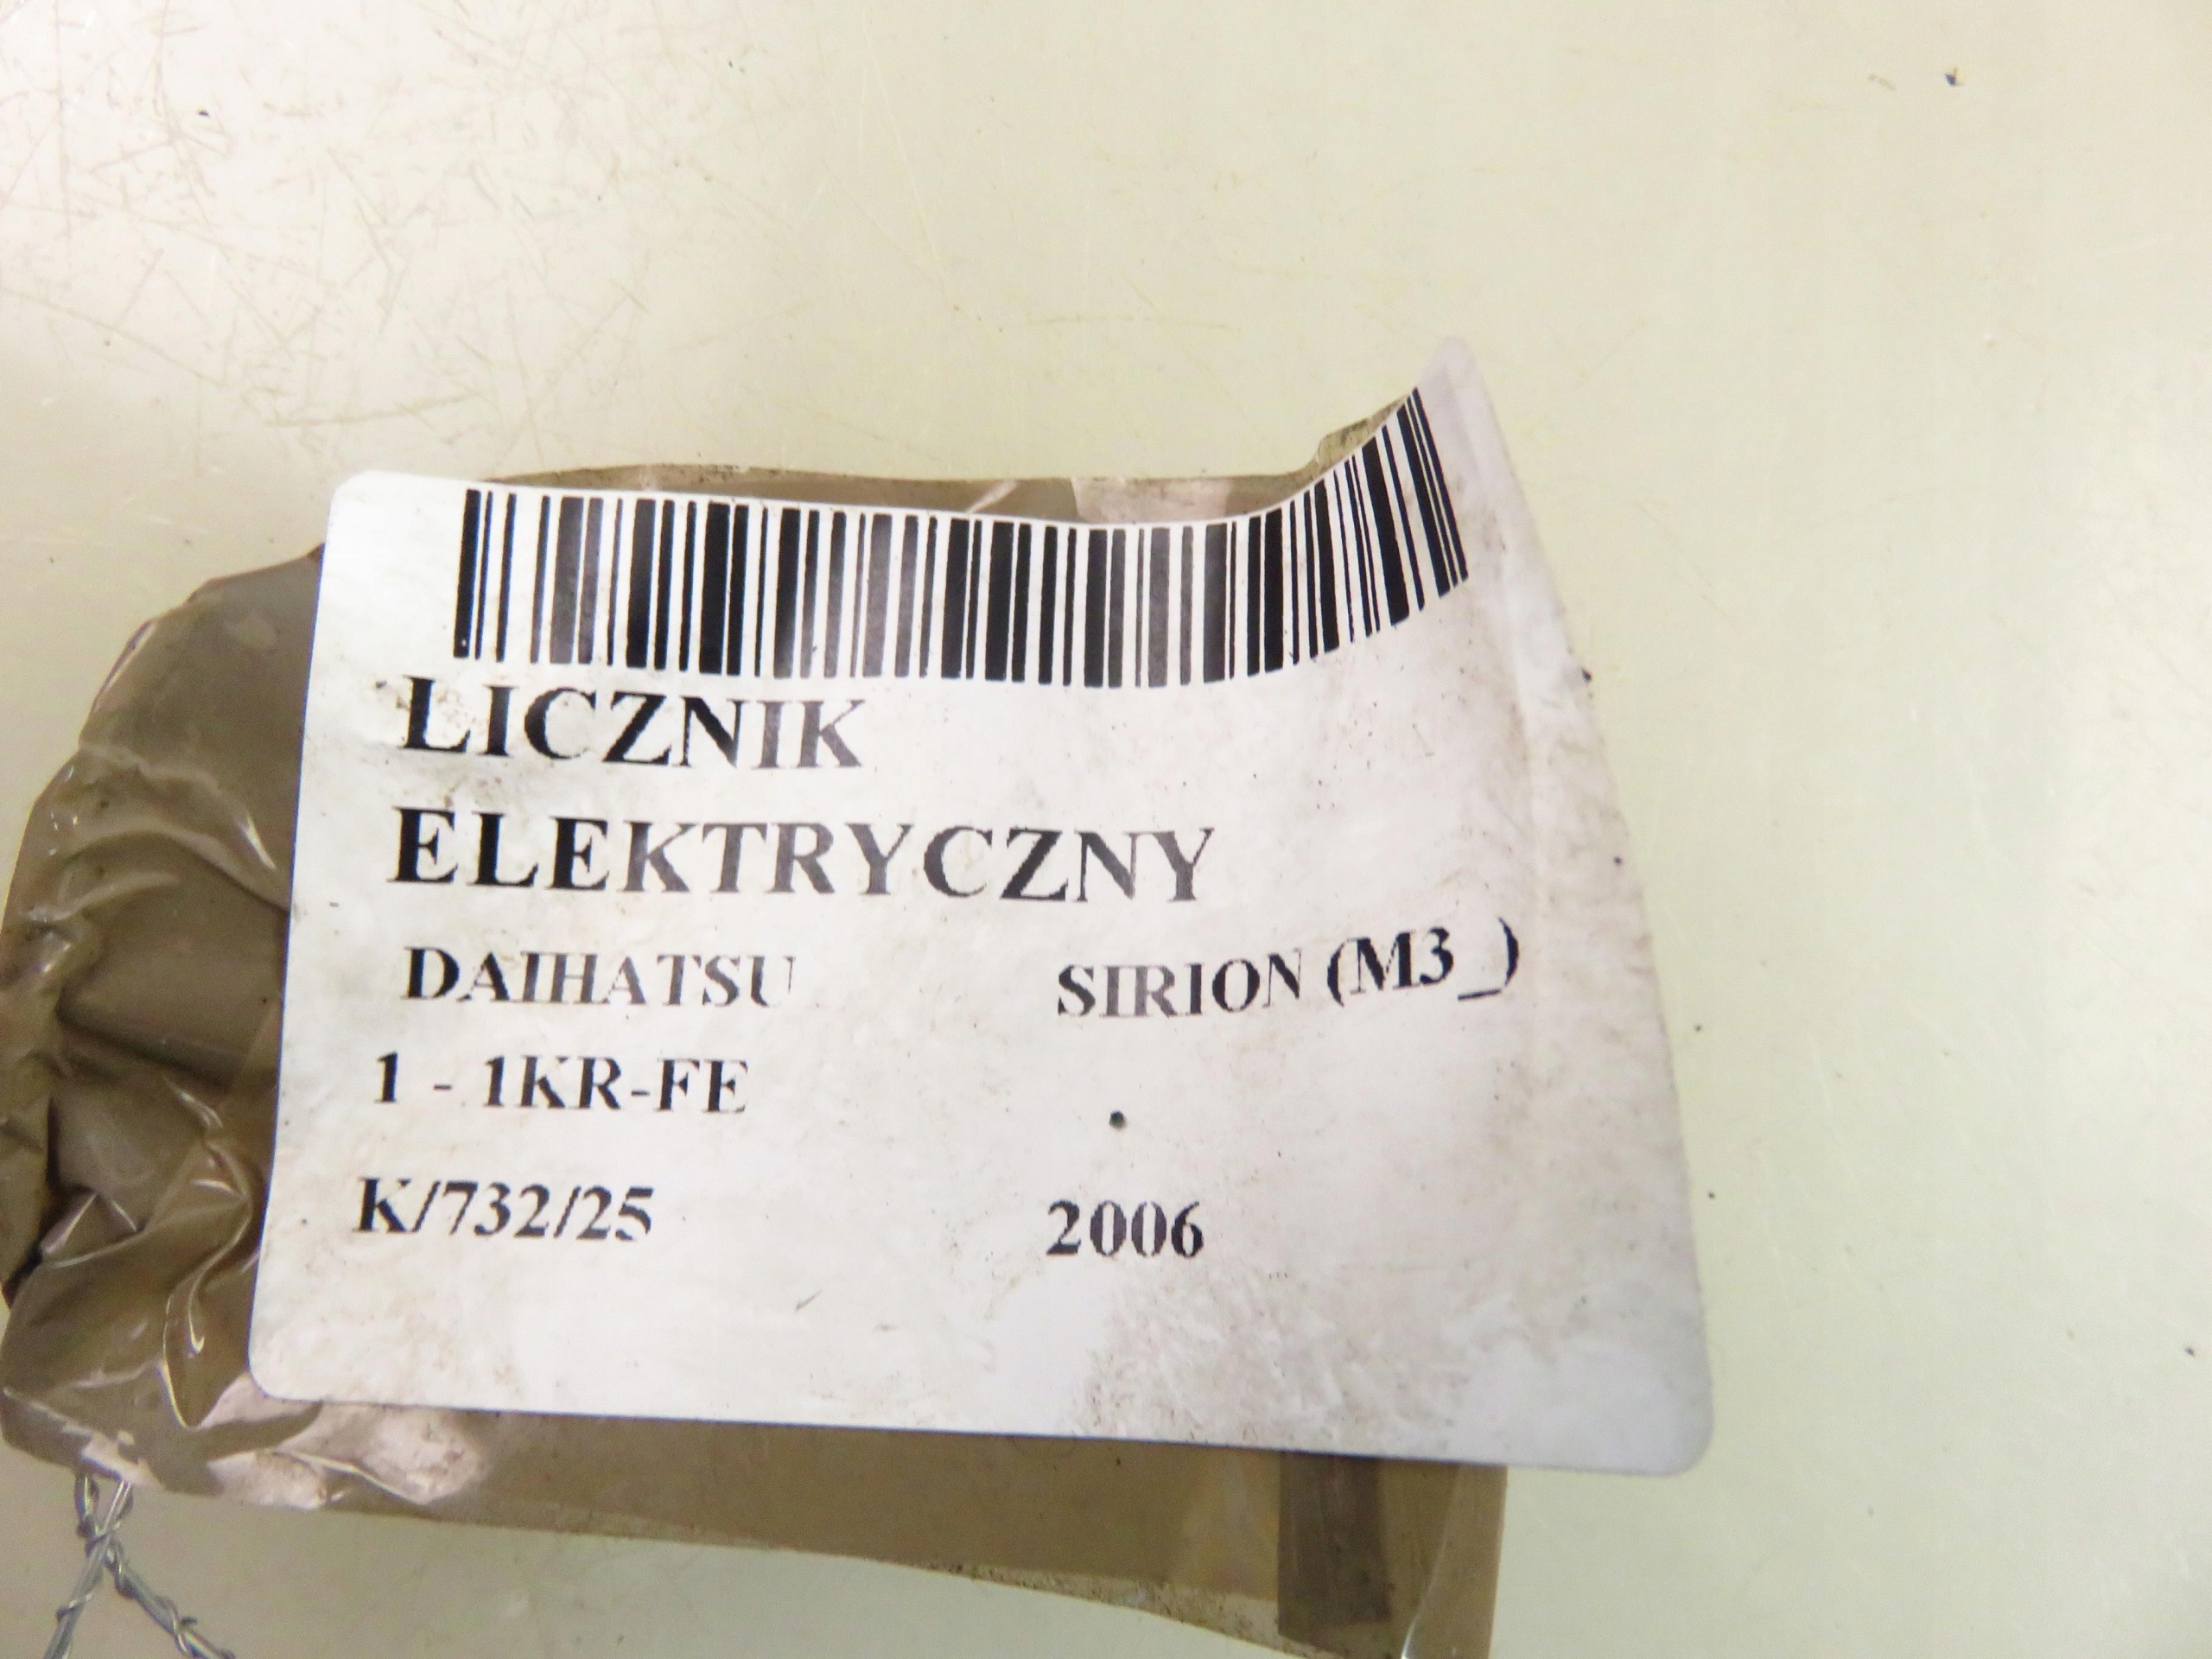 LICZNIK
ELEKTRYCZNY
DAIHATSU SIRION (M3_)
1 - 1KR-FE
K/732/25 2006